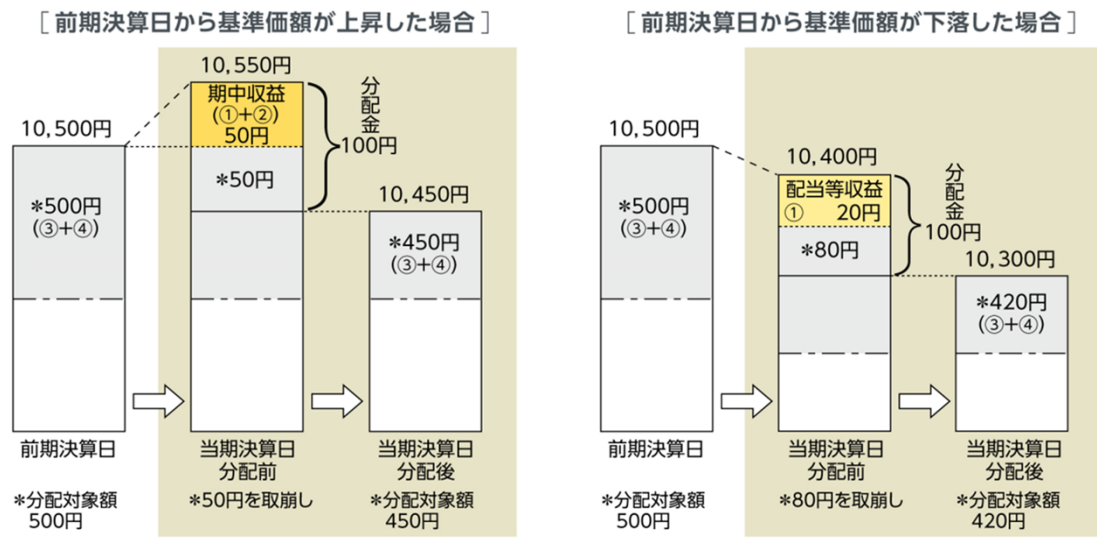 [前期決算日から基準価額が上昇した場合]
10,500円
*500円
(③+④)
前期決算日
*分配対象額
500円
10,550円
期中収益
(①+②)
50円
*50円
分配金
100円
当期決算日
分配前
*50円を取崩し
10,450円
*450円
(③+④)
当期決算日
分配後
*分配対象額
450円
[前期決算日から基準価額が下落した場合]
10,500円
*500円
(③+④)
前期決算日
*分配対象額
500円
10,400円
配当等収益
① 20円
*80円
分配金
100円
当期決算日
分配前
*80円を取崩し
10,300円
*420円
(③+④)
当期決算日
分配後
*分配対象額
420円